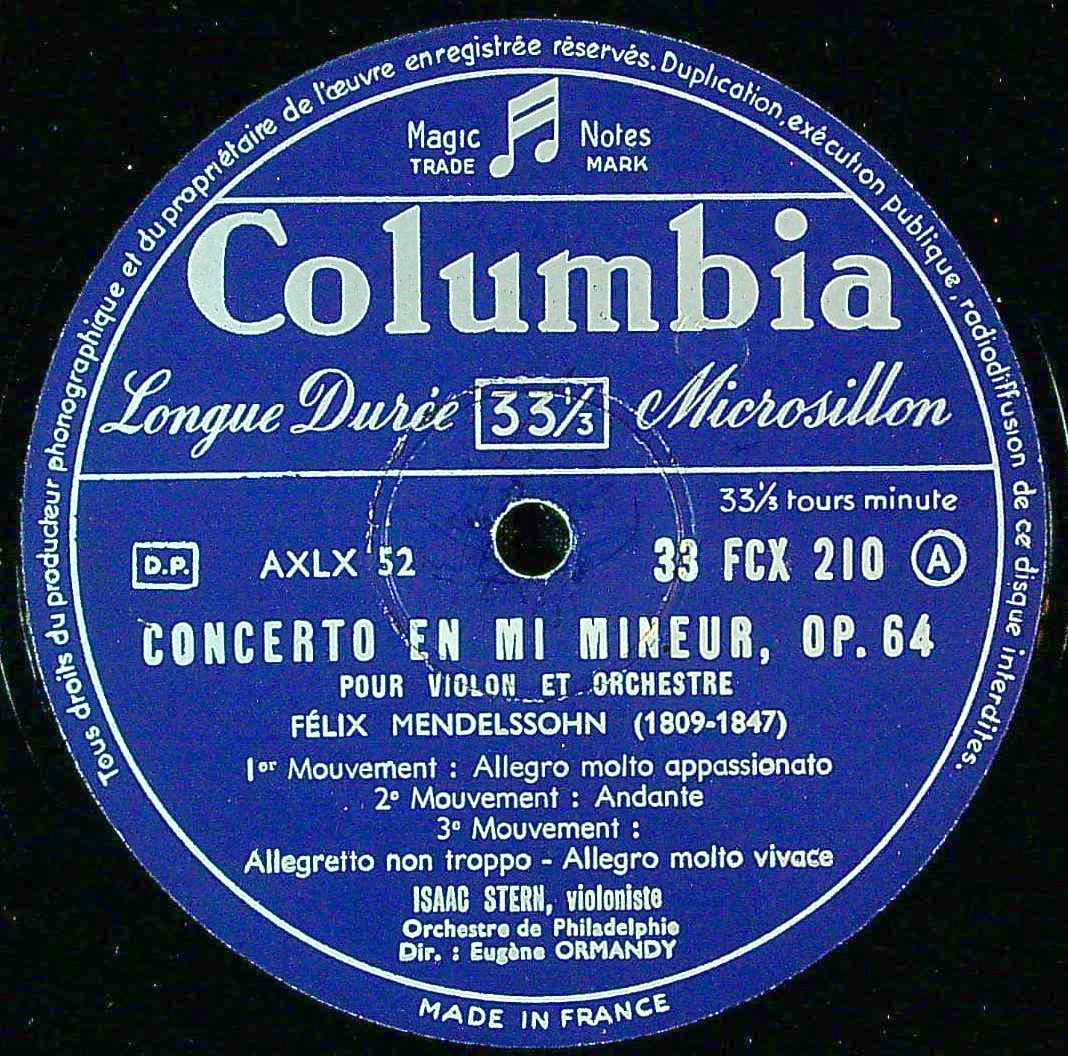 Tous droits du producteur phonographique et du propriétaire de l'œuvre enregistrée réservés. Duplication, exécution publique, radiodiffusion de ce disque interdites.
Magic Notes
TRADE MARK
Columbia
Longue Durée 33⅓ Microsillon
33⅓ tours minute
D.P. AXLX 52 33 FCX 210 A
CONCERTO EN MI MINEUR, OP. 64
POUR VIOLON ET ORCHESTRE
FÉLIX MENDELSSOHN (1809-1847)
1er Mouvement : Allegro molto appassionato
2e Mouvement : Andante
3e Mouvement :
Allegretto non troppo - Allegro molto vivace
ISAAC STERN, violoniste
Orchestre de Philadelphie
Dir. : Eugène ORMANDY
MADE IN FRANCE